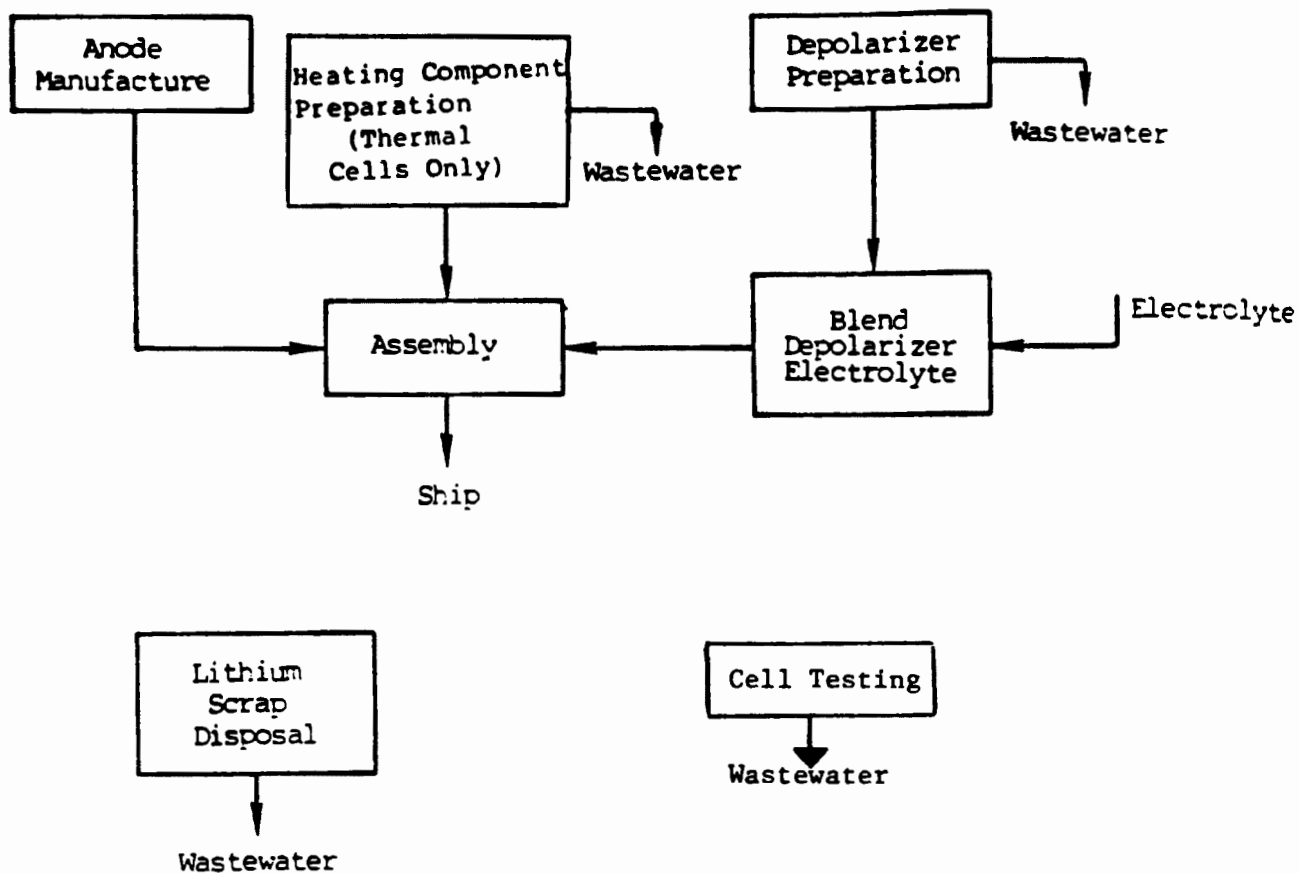 Anode
Manufacture
Heating Component
Preparation
(Thermal
Cells Only)
Wastewater
Depolarizer
Preparation
Wastewater
Assembly
Blend
Depolarizer
Electrolyte
Electrolyte
Ship
Lithium
Scrap
Disposal
Wastewater
Cell Testing
Wastewater